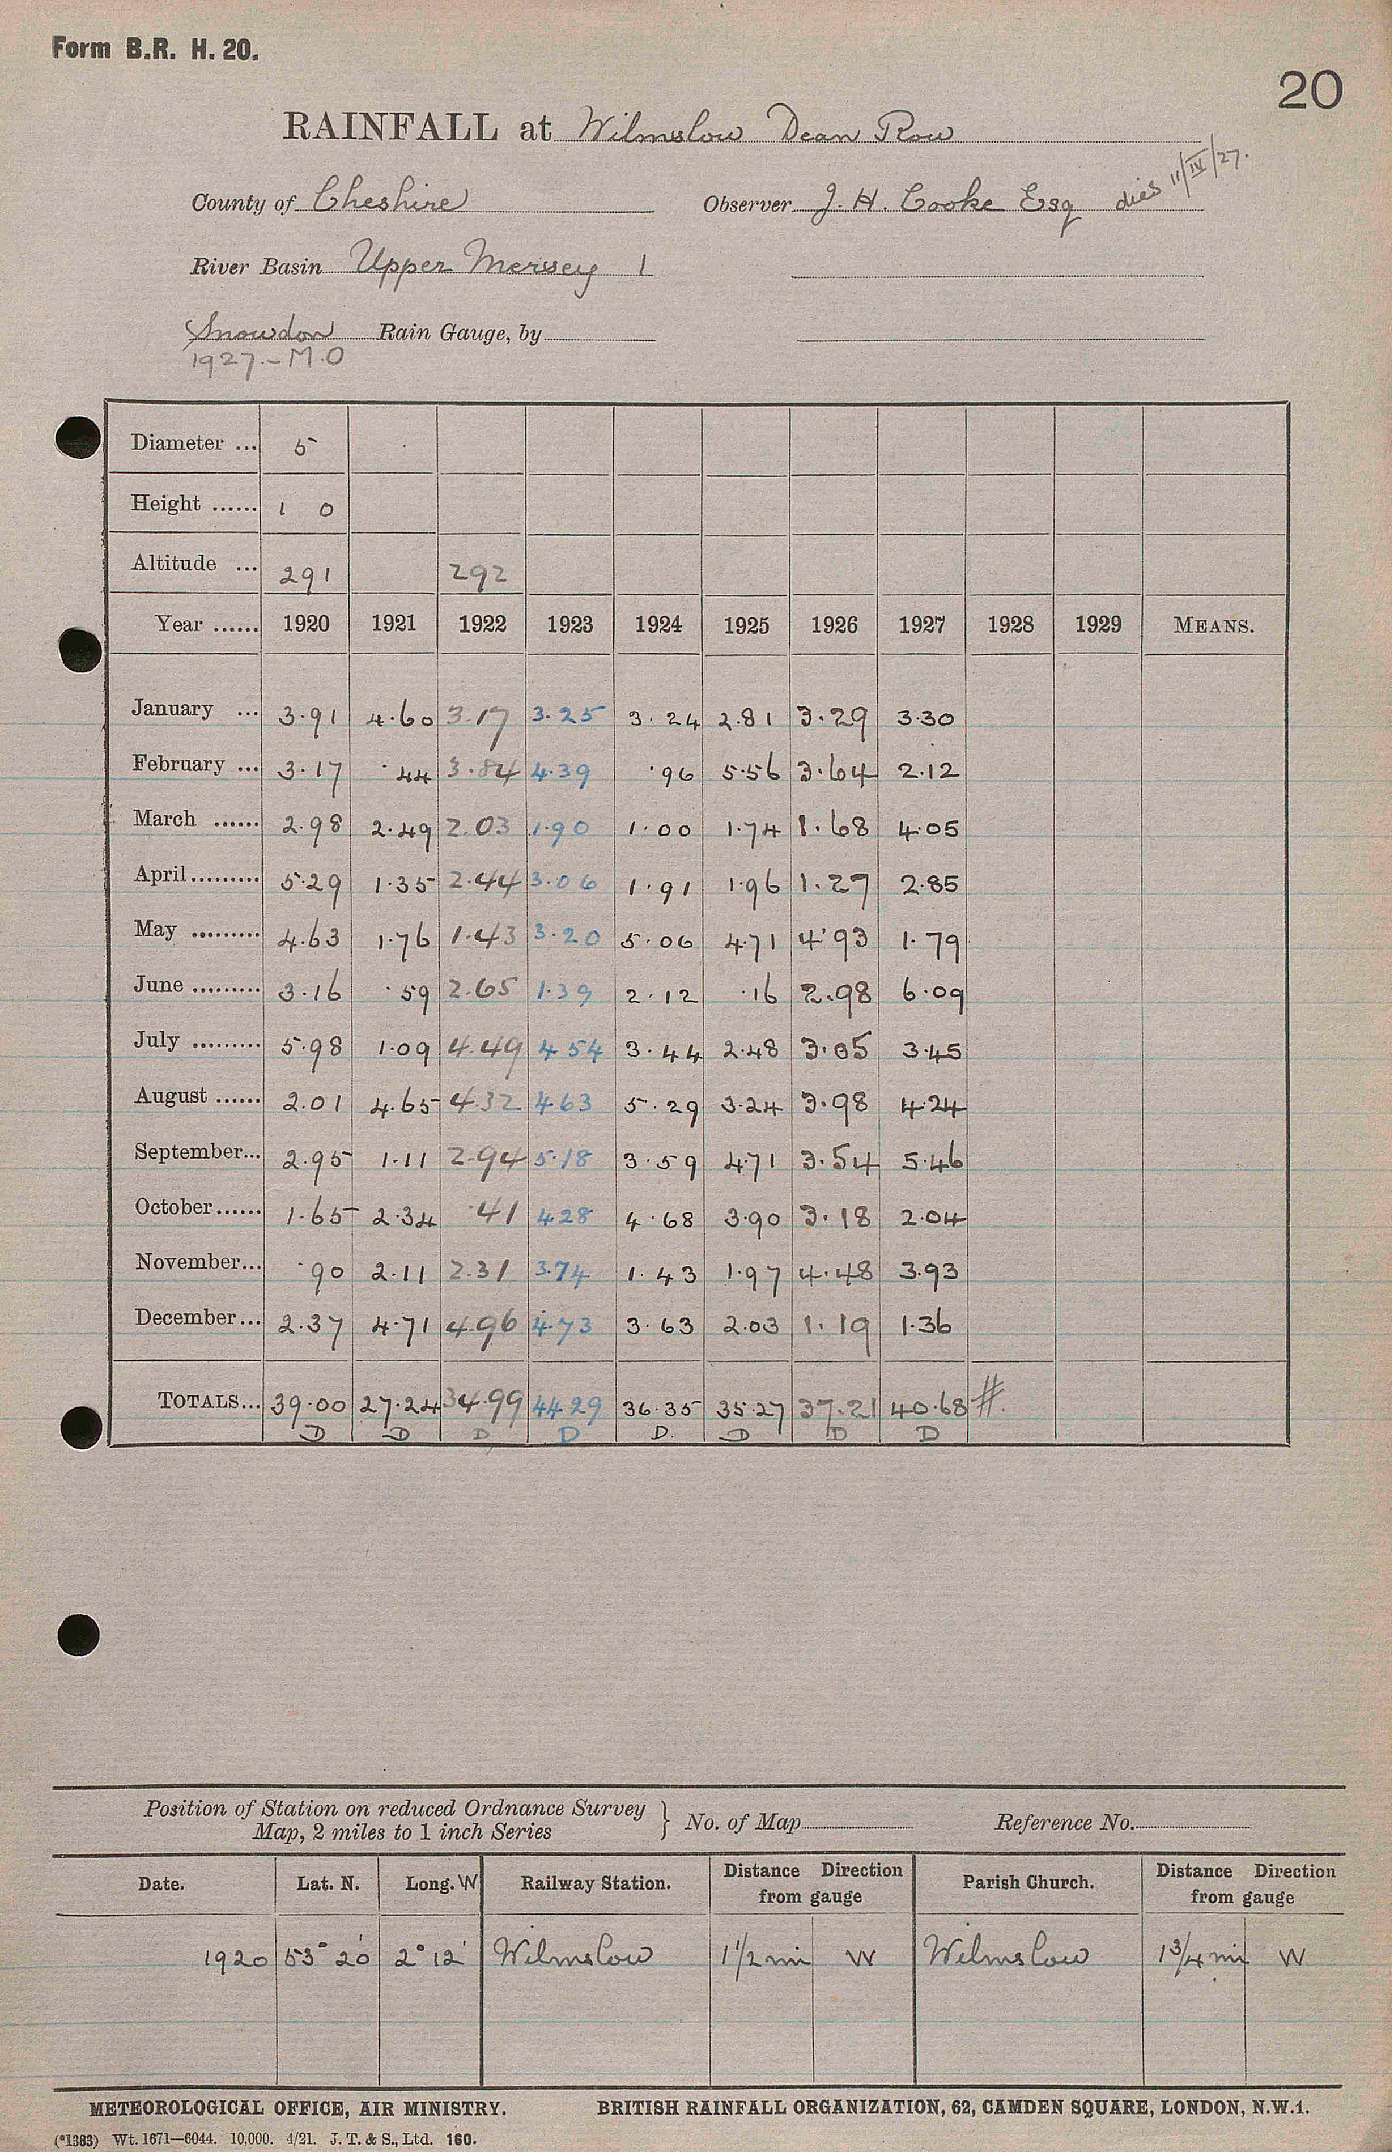 Form B.R. H. 20.
20
RAINFALL at Wilmslow Dean Row
County of Cheshire Observer J. H. Cooke Esq dies 11/IV/27.
River Basin Upper Mersey 1
Snowdon Rain Gauge, by
1927.-M.O
Diameter ... 5
Height ...... 1 0
Altitude ... 291 292
Year ...... 1920 1921 1922 1923 1924 1925 1926 1927 1928 1929 MEANS.
January ... 3.91 4.60 3.17 3.25 3.24 2.81 3.29 3.30
February ... 3.17 .44 3.84 4.39 .96 5.56 3.64 2.12
March ...... 2.98 2.49 2.03 1.90 1.00 1.74 1.68 4.05
April ......... 5.29 1.35 2.44 3.06 1.91 1.96 1.27 2.85
May ......... 4.63 1.76 1.43 3.20 5.06 4.71 4.93 1.79
June ......... 3.16 .59 2.65 1.39 2.12 .16 2.98 6.09
July ......... 5.98 1.09 4.49 4.54 3.44 2.48 3.05 3.45
August ...... 2.01 4.65 4.32 4.63 5.29 3.24 3.98 4.24
September... 2.95 1.11 2.94 5.18 3.59 4.71 3.54 5.46
October ...... 1.65 2.34 .41 4.28 4.68 3.90 3.18 2.04
November... .90 2.11 2.31 3.74 1.43 1.97 4.48 3.93
December... 2.37 4.71 4.96 4.73 3.63 2.03 1.19 1.36
TOTALS... 39.00 27.24 34.99 44.29 36.35 35.27 37.21 40.68 #.
D D D D D. D D D
Position of Station on reduced Ordnance Survey } No. of Map Reference No.
Map, 2 miles to 1 inch Series
Date. Lat. N. Long. W Railway Station. Distance Direction from gauge Parish Church. Distance Direction from gauge
1920 53° 20' 2° 12' Wilmslow 1 1/2 mi W Wilmslow 1 3/4 mi W
METEOROLOGICAL OFFICE, AIR MINISTRY. BRITISH RAINFALL ORGANIZATION, 62, CAMDEN SQUARE, LONDON, N.W.1.
(*1383) Wt. 1671—6044. 10,000. 4/21. J. T. & S., Ltd. 160.